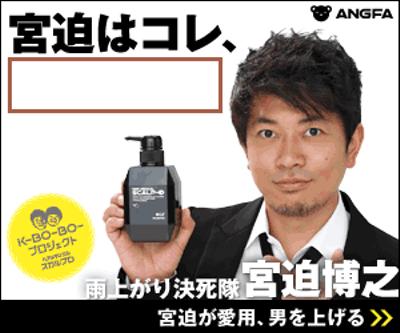 宮迫はコレ、
ANGFA
K-BO-BO-
プロジェクト
スカルプD
雨上がり決死隊 宮迫博之
宮迫が愛用、男を上げる >>